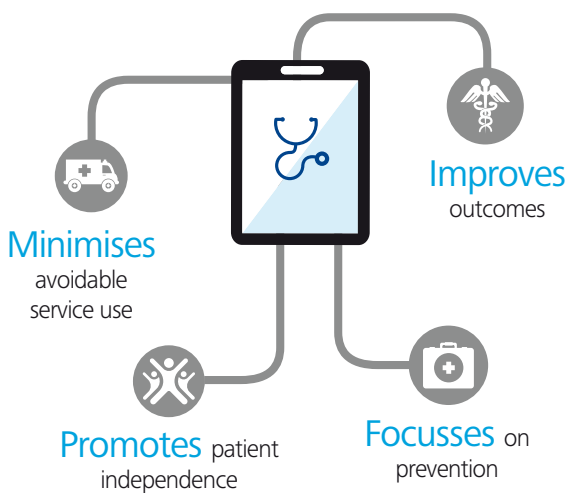 Improves
outcomes
Minimises
avoidable
service use
Promotes patient
independence
Focusses on
prevention